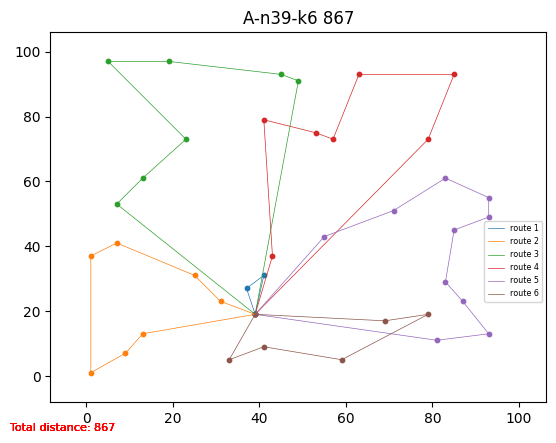 A-n39-k6 867
100
80
60
40
20
0
0 20 40 60 80 100
route 1
route 2
route 3
route 4
route 5
route 6
Total distance: 867